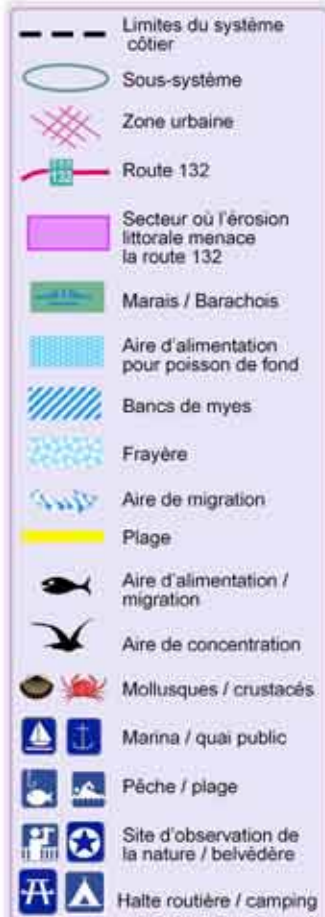 Limites du système
côtier
Sous-système
Zone urbaine
132
Route 132
Secteur où l'érosion
littorale menace
la route 132
Marais / Barachois
Aire d'alimentation
pour poisson de fond
Bancs de myes
Frayère
Aire de migration
Plage
Aire d'alimentation /
migration
Aire de concentration
Mollusques / crustacés
Marina / quai public
Pêche / plage
Site d'observation de
la nature / belvédère
Halte routière / camping